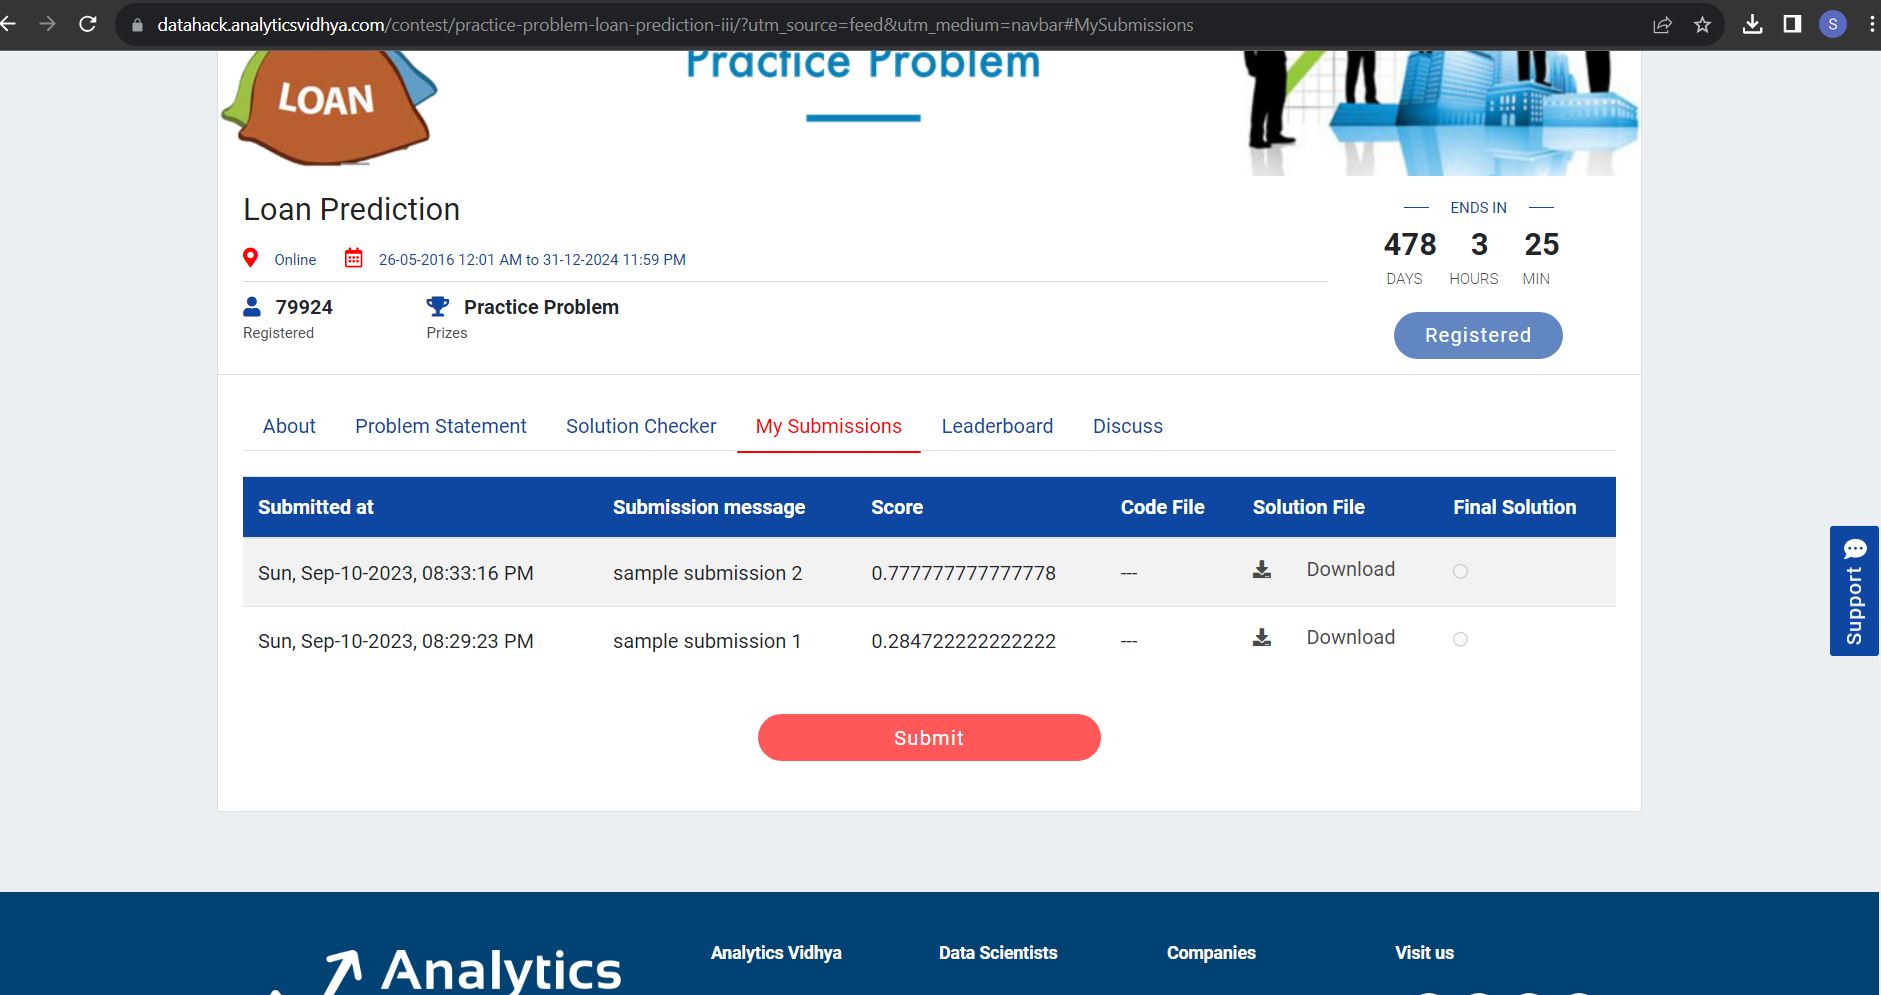 datahack.analyticsvidhya.com/contest/practice-problem-loan-prediction-iii/?utm_source=feed&utm_medium=navbar#MySubmissions
S
LOAN
Practice Problem
Loan Prediction
ENDS IN
478 3 25
DAYS HOURS MIN
Online 26-05-2016 12:01 AM to 31-12-2024 11:59 PM
79924 Practice Problem
Registered Prizes
Registered
About Problem Statement Solution Checker My Submissions Leaderboard Discuss
Submitted at Submission message Score Code File Solution File Final Solution
Sun, Sep-10-2023, 08:33:16 PM sample submission 2 0.777777777777778 --- Download
Sun, Sep-10-2023, 08:29:23 PM sample submission 1 0.284722222222222 --- Download
Support
Submit
Analytics
Analytics Vidhya Data Scientists Companies Visit us